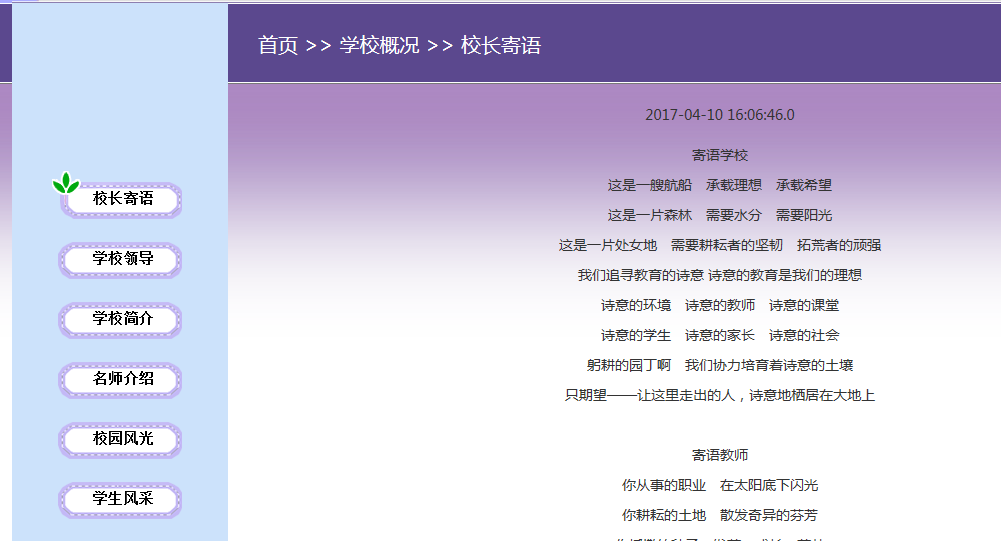 首页 >> 学校概况 >> 校长寄语
校长寄语
学校领导
学校简介
名师介绍
校园风光
学生风采
2017-04-10 16:06:46.0
寄语学校
这是一艘航船　承载理想　承载希望
这是一片森林　需要水分　需要阳光
这是一片处女地　需要耕耘者的坚韧　拓荒者的顽强
我们追寻教育的诗意 诗意的教育是我们的理想
诗意的环境　诗意的教师　诗意的课堂
诗意的学生　诗意的家长　诗意的社会
躬耕的园丁啊　我们协力培育着诗意的土壤
只期望——让这里走出的人，诗意地栖居在大地上
寄语教师
你从事的职业　在太阳底下闪光
你耕耘的土地　散发奇异的芬芳